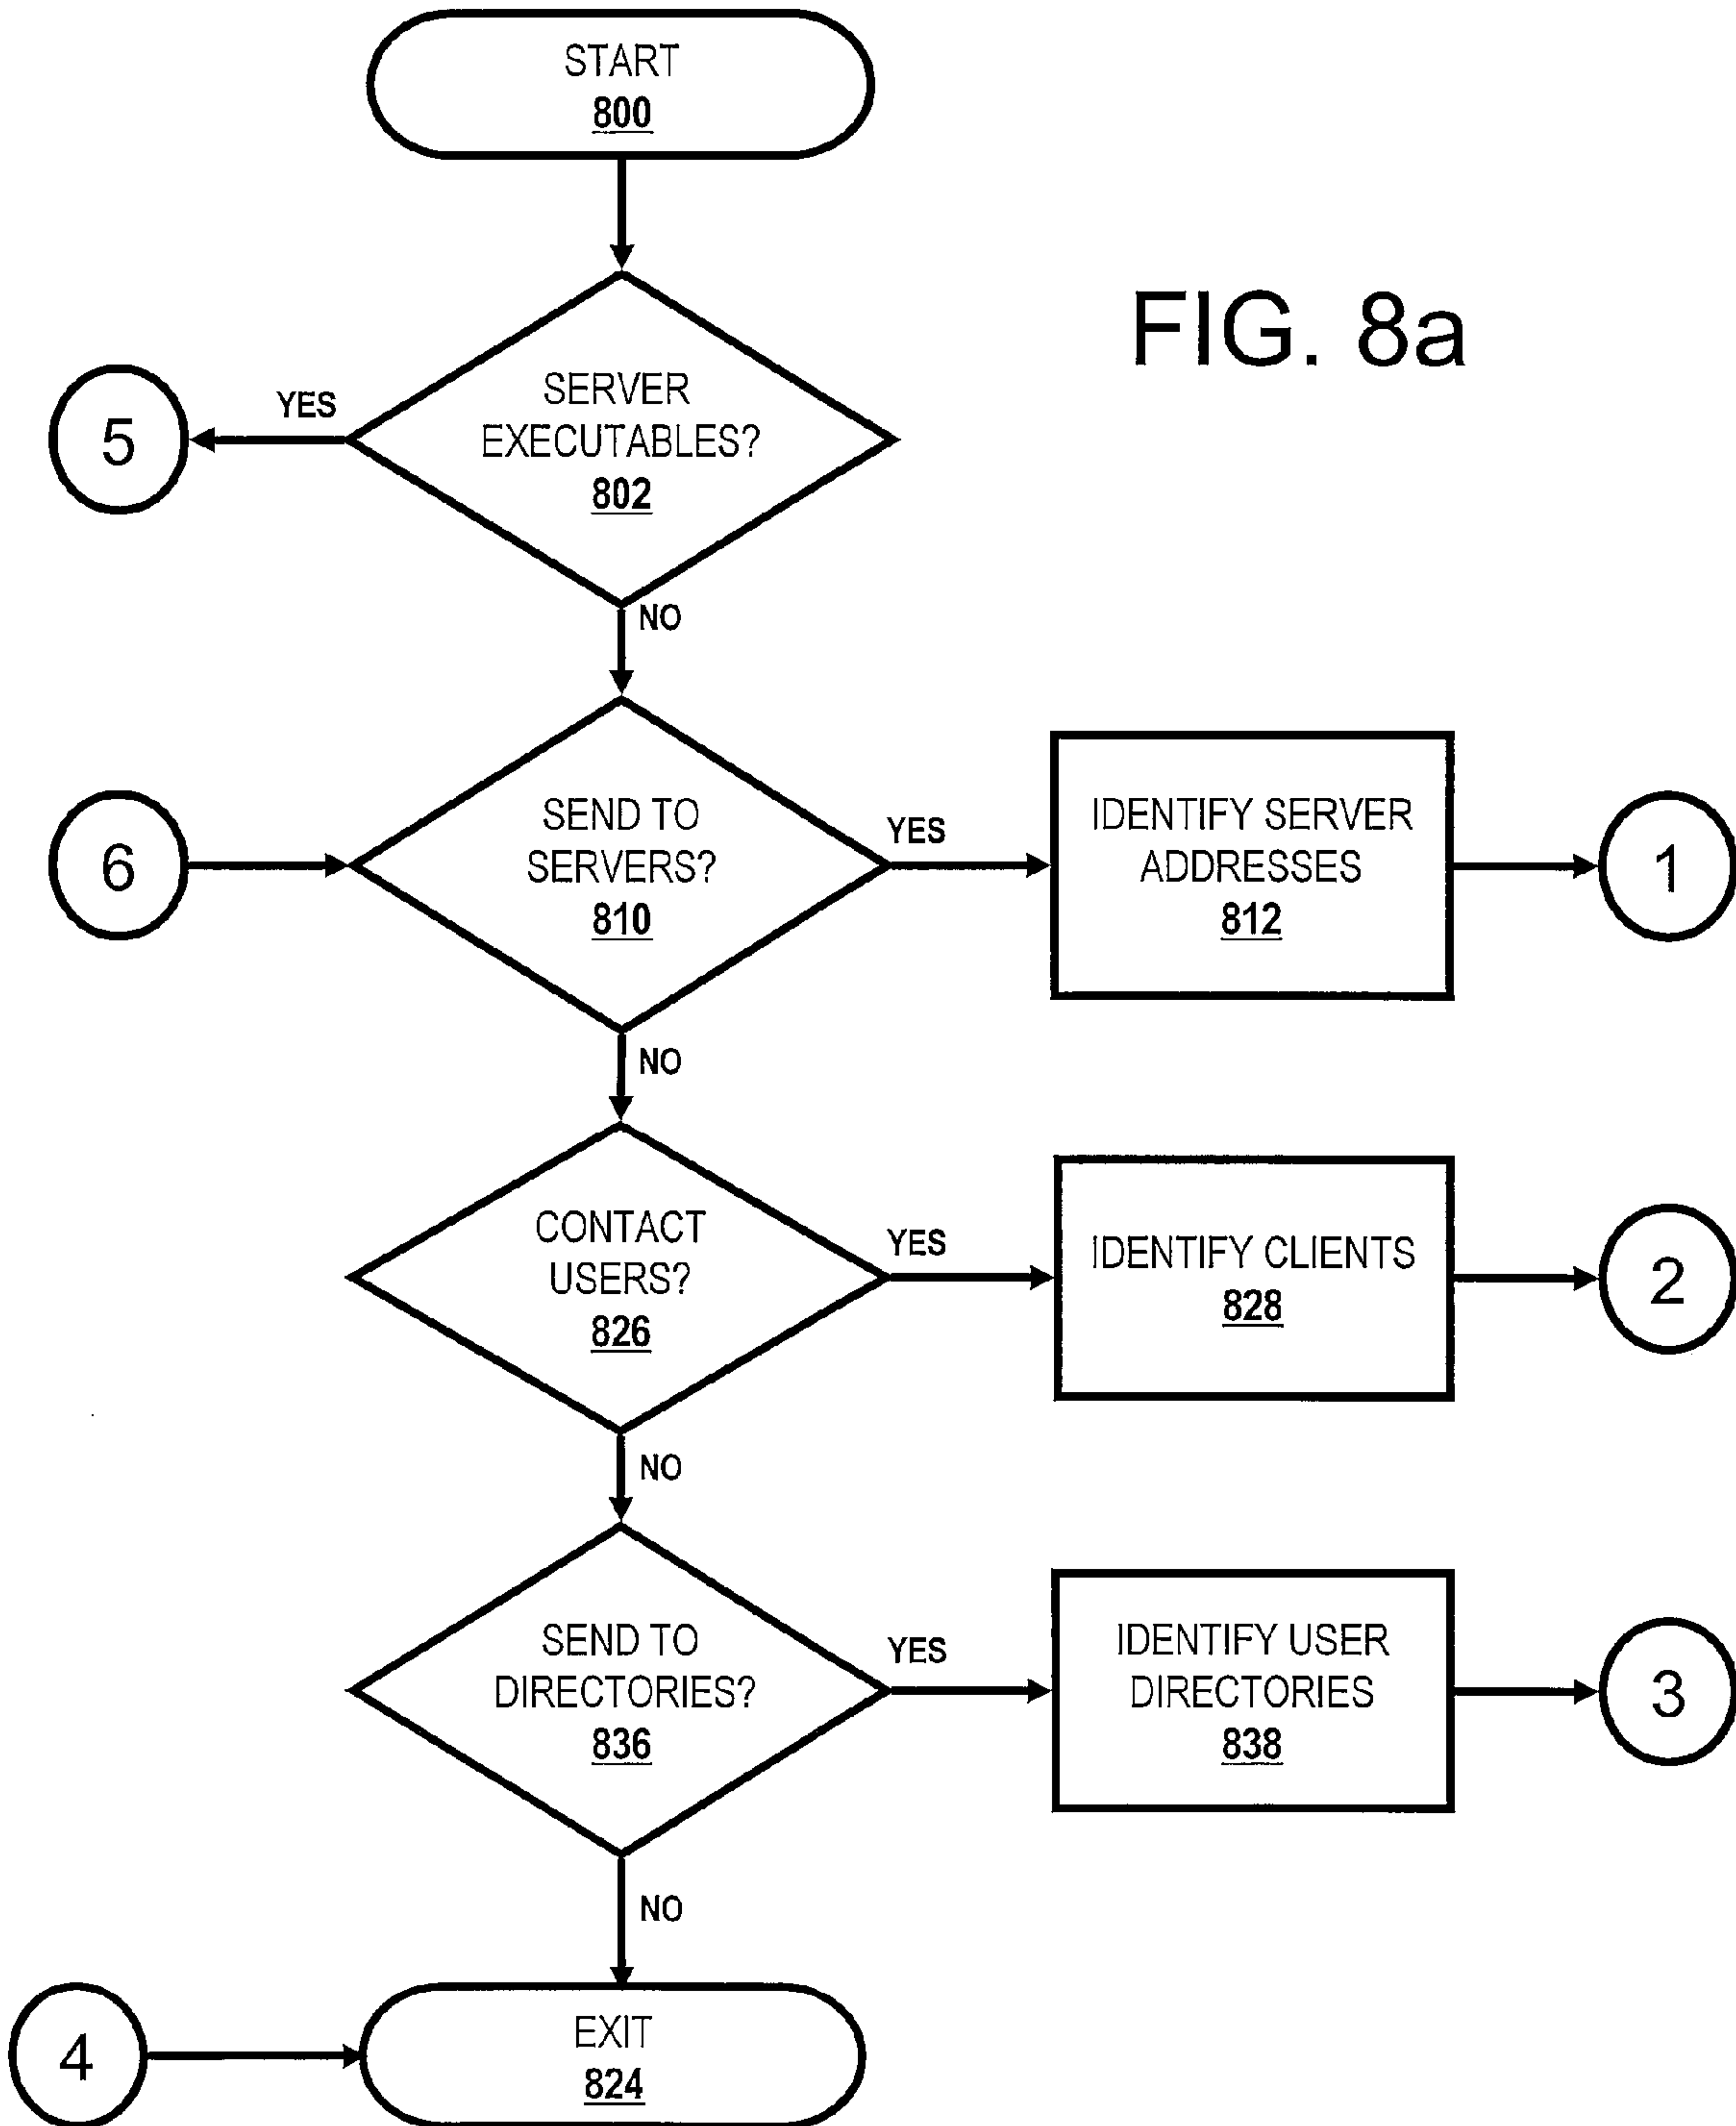 START
800
FIG. 8a
SERVER
EXECUTABLES?
802
YES
5
NO
6
SEND TO
SERVERS?
810
YES
IDENTIFY SERVER
ADDRESSES
812
1
NO
CONTACT
USERS?
826
YES
IDENTIFY CLIENTS
828
2
NO
SEND TO
DIRECTORIES?
836
YES
IDENTIFY USER
DIRECTORIES
838
3
NO
4
EXIT
824